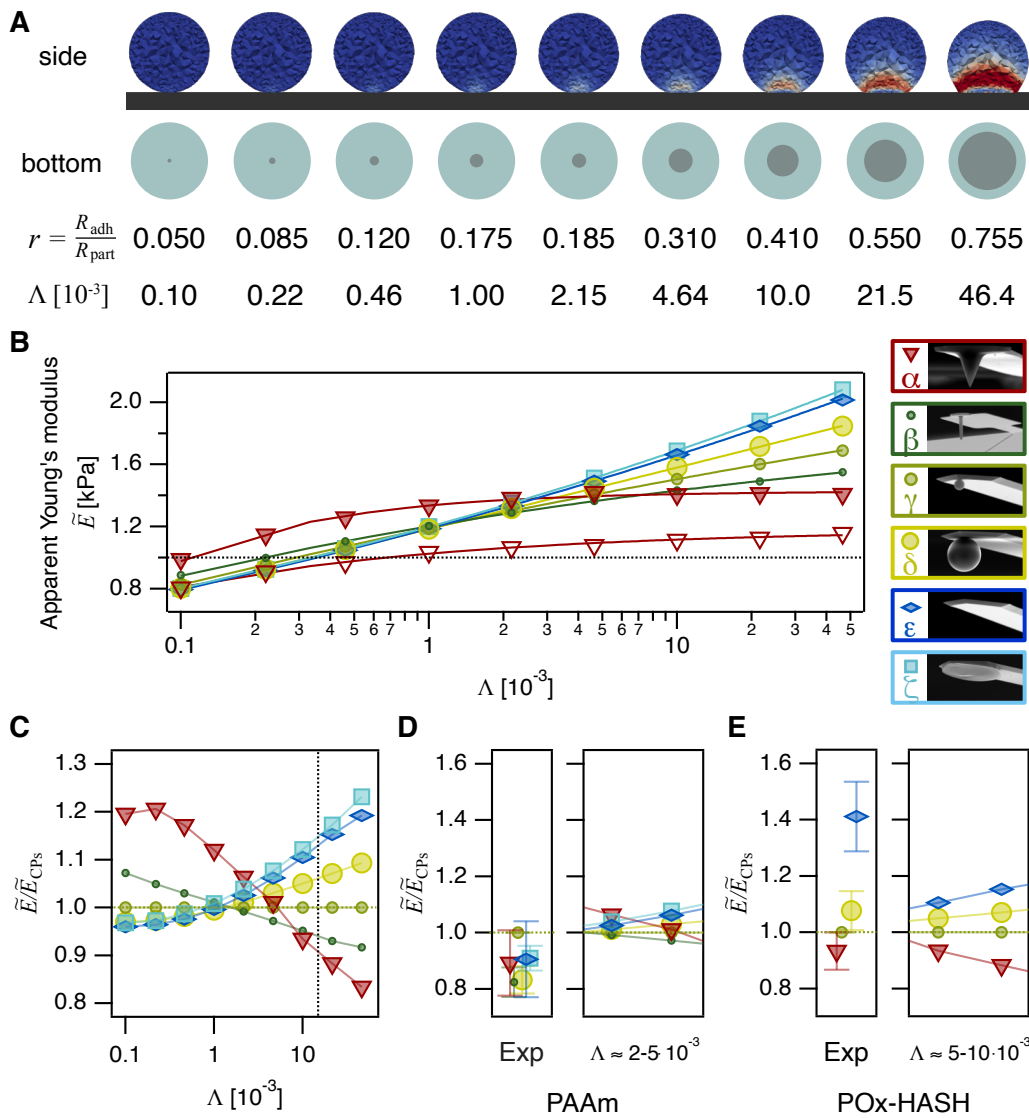 A
side
bottom
r = R_adh/R_part 0.050 0.085 0.120 0.175 0.185 0.310 0.410 0.550 0.755
Λ [10⁻³] 0.10 0.22 0.46 1.00 2.15 4.64 10.0 21.5 46.4
B
Apparent Young's modulus
Ẽ [kPa]
2.0
1.6
1.2
0.8
0.1 2 3 4 5 6 7 1 2 3 4 5 6 7 10 2 3 4 5
Λ [10⁻³]
α
β
γ
δ
ε
ζ
C
Ẽ/Ẽ_CPs
1.3
1.2
1.1
1.0
0.9
0.8
0.1 1 10
Λ [10⁻³]
D
Ẽ/Ẽ_CPs
1.6
1.4
1.2
1.0
0.8
Exp Λ ≈ 2-5·10⁻³
PAAm
E
Ẽ/Ẽ_CPs
1.6
1.4
1.2
1.0
0.8
Exp Λ ≈ 5-10·10⁻³
POx-HASH